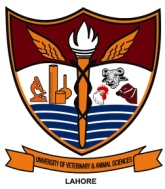 UNIVERSITY OF VETERINARY & ANIMAL SCIENCES
LAHORE